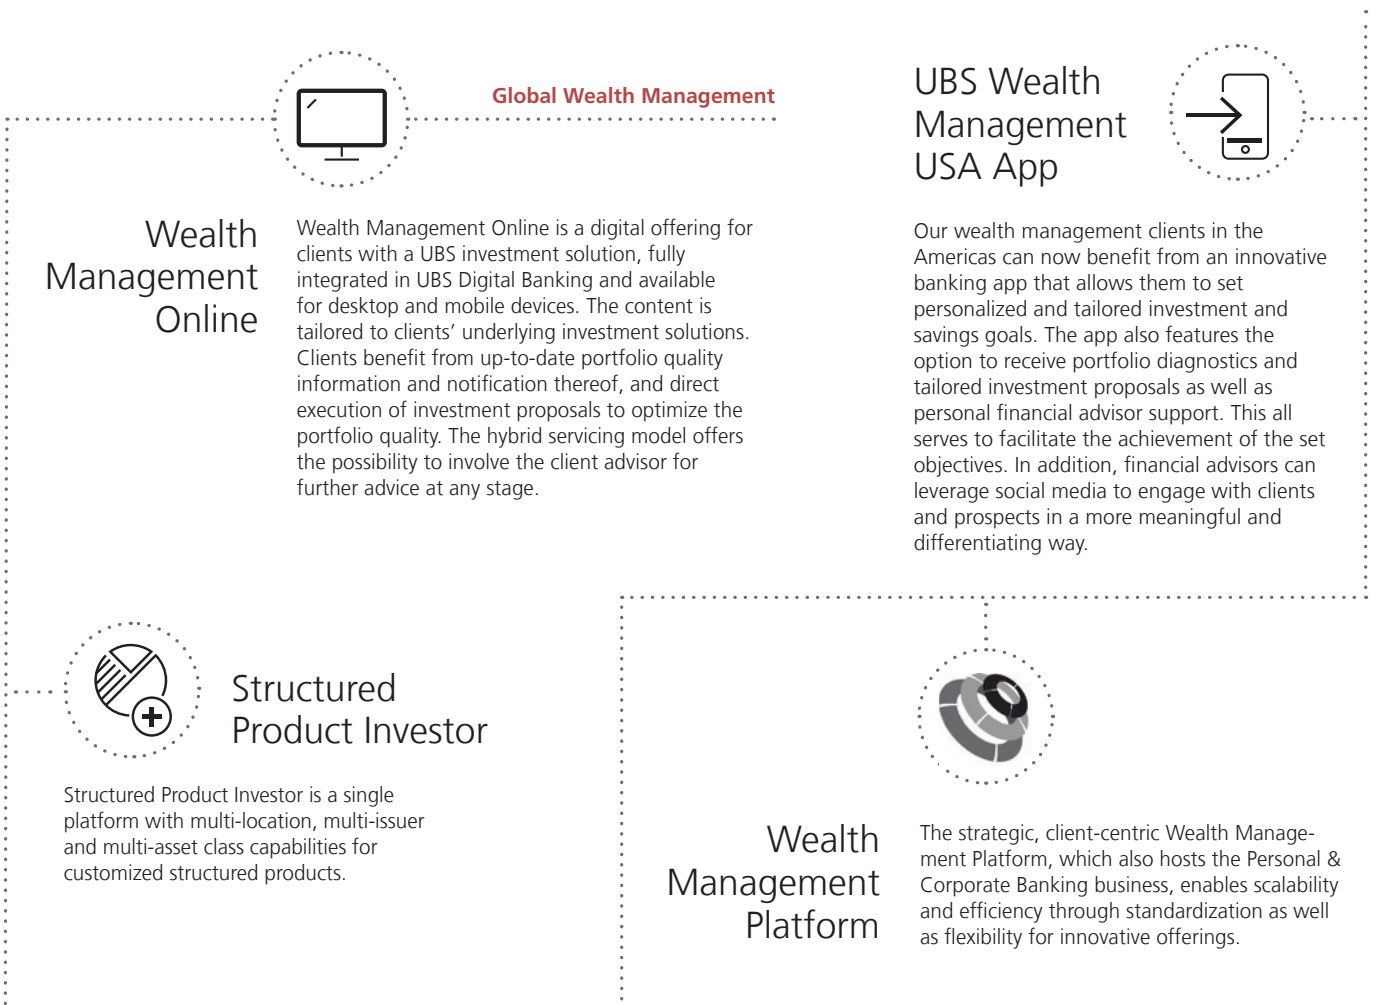 Global Wealth Management
Wealth
Management
Online
Wealth Management Online is a digital offering for
clients with a UBS investment solution, fully
integrated in UBS Digital Banking and available
for desktop and mobile devices. The content is
tailored to clients’ underlying investment solutions.
Clients benefit from up-to-date portfolio quality
information and notification thereof, and direct
execution of investment proposals to optimize the
portfolio quality. The hybrid servicing model offers
the possibility to involve the client advisor for
further advice at any stage.
UBS Wealth
Management
USA App
Our wealth management clients in the
Americas can now benefit from an innovative
banking app that allows them to set
personalized and tailored investment and
savings goals. The app also features the
option to receive portfolio diagnostics and
tailored investment proposals as well as
personal financial advisor support. This all
serves to facilitate the achievement of the set
objectives. In addition, financial advisors can
leverage social media to engage with clients
and prospects in a more meaningful and
differentiating way.
Structured
Product Investor
Structured Product Investor is a single
platform with multi-location, multi-issuer
and multi-asset class capabilities for
customized structured products.
Wealth
Management
Platform
The strategic, client-centric Wealth Manage-
ment Platform, which also hosts the Personal &
Corporate Banking business, enables scalability
and efficiency through standardization as well
as flexibility for innovative offerings.